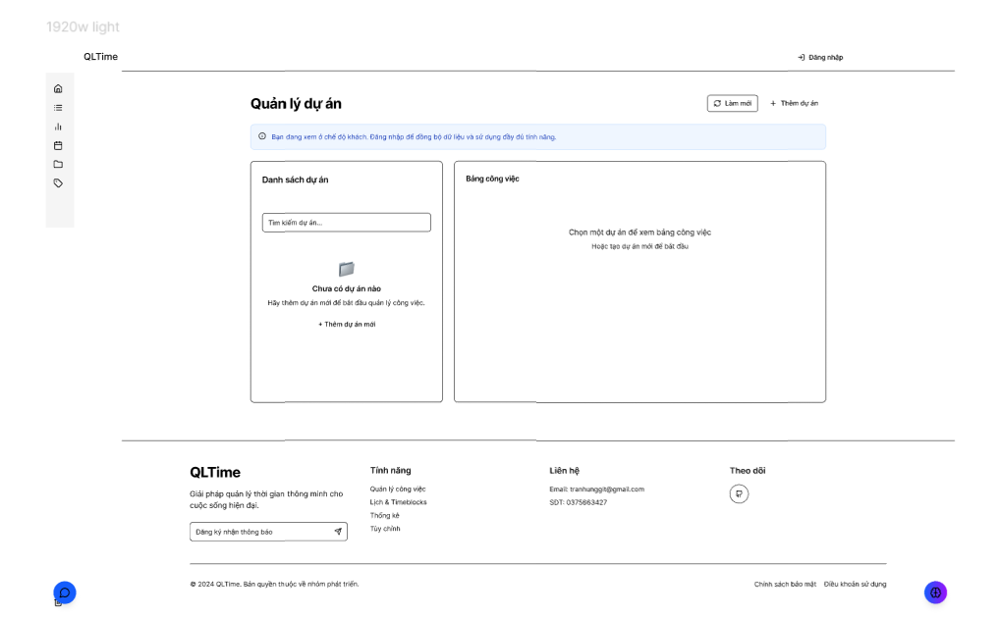 1920w light
QLTime
Đăng nhập
Quản lý dự án
Làm mới
+ Thêm dự án
Bạn đang xem ở chế độ khách. Đăng nhập để đồng bộ dữ liệu và sử dụng đầy đủ tính năng.
Danh sách dự án
Tìm kiếm dự án...
Chưa có dự án nào
Hãy thêm dự án mới để bắt đầu quản lý công việc.
+ Thêm dự án mới
Bảng công việc
Chọn một dự án để xem bảng công việc
Hoặc tạo dự án mới để bắt đầu
QLTime
Giải pháp quản lý thời gian thông minh cho
cuộc sống hiện đại.
Đăng ký nhận thông báo
Tính năng
Quản lý công việc
Lịch & Timeblocks
Thống kê
Tùy chỉnh
Liên hệ
Email: tranhunggit@gmail.com
SDT: 0375663427
Theo dõi
© 2024 QLTime. Bản quyền thuộc về nhóm phát triển.
Chính sách bảo mật
Điều khoản sử dụng